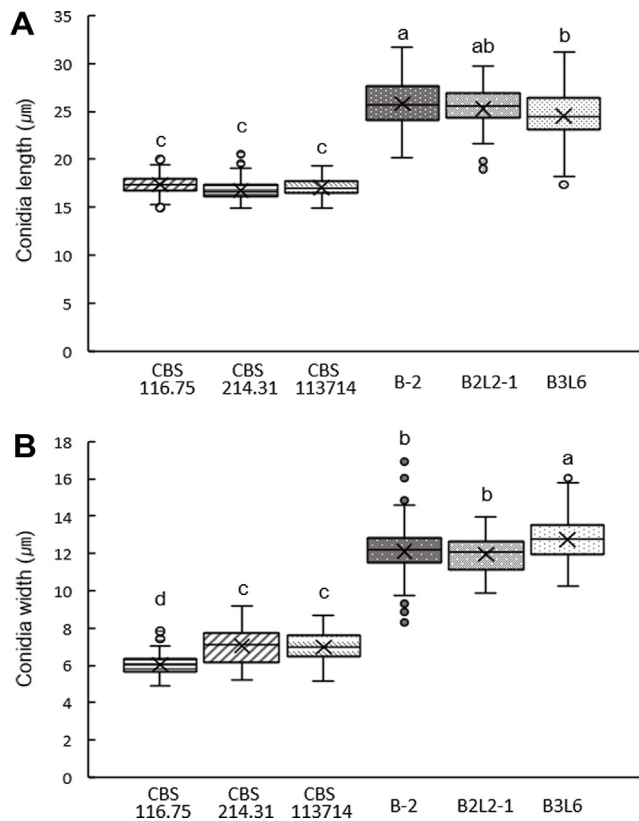 A
Conidia length (μm)
35
30
25
20
15
10
5
0
c
c
c
a
ab
b
CBS 116.75
CBS 214.31
CBS 113714
B-2
B2L2-1
B3L6
B
Conidia width (μm)
18
16
14
12
10
8
6
4
2
0
d
c
c
b
b
a
CBS 116.75
CBS 214.31
CBS 113714
B-2
B2L2-1
B3L6